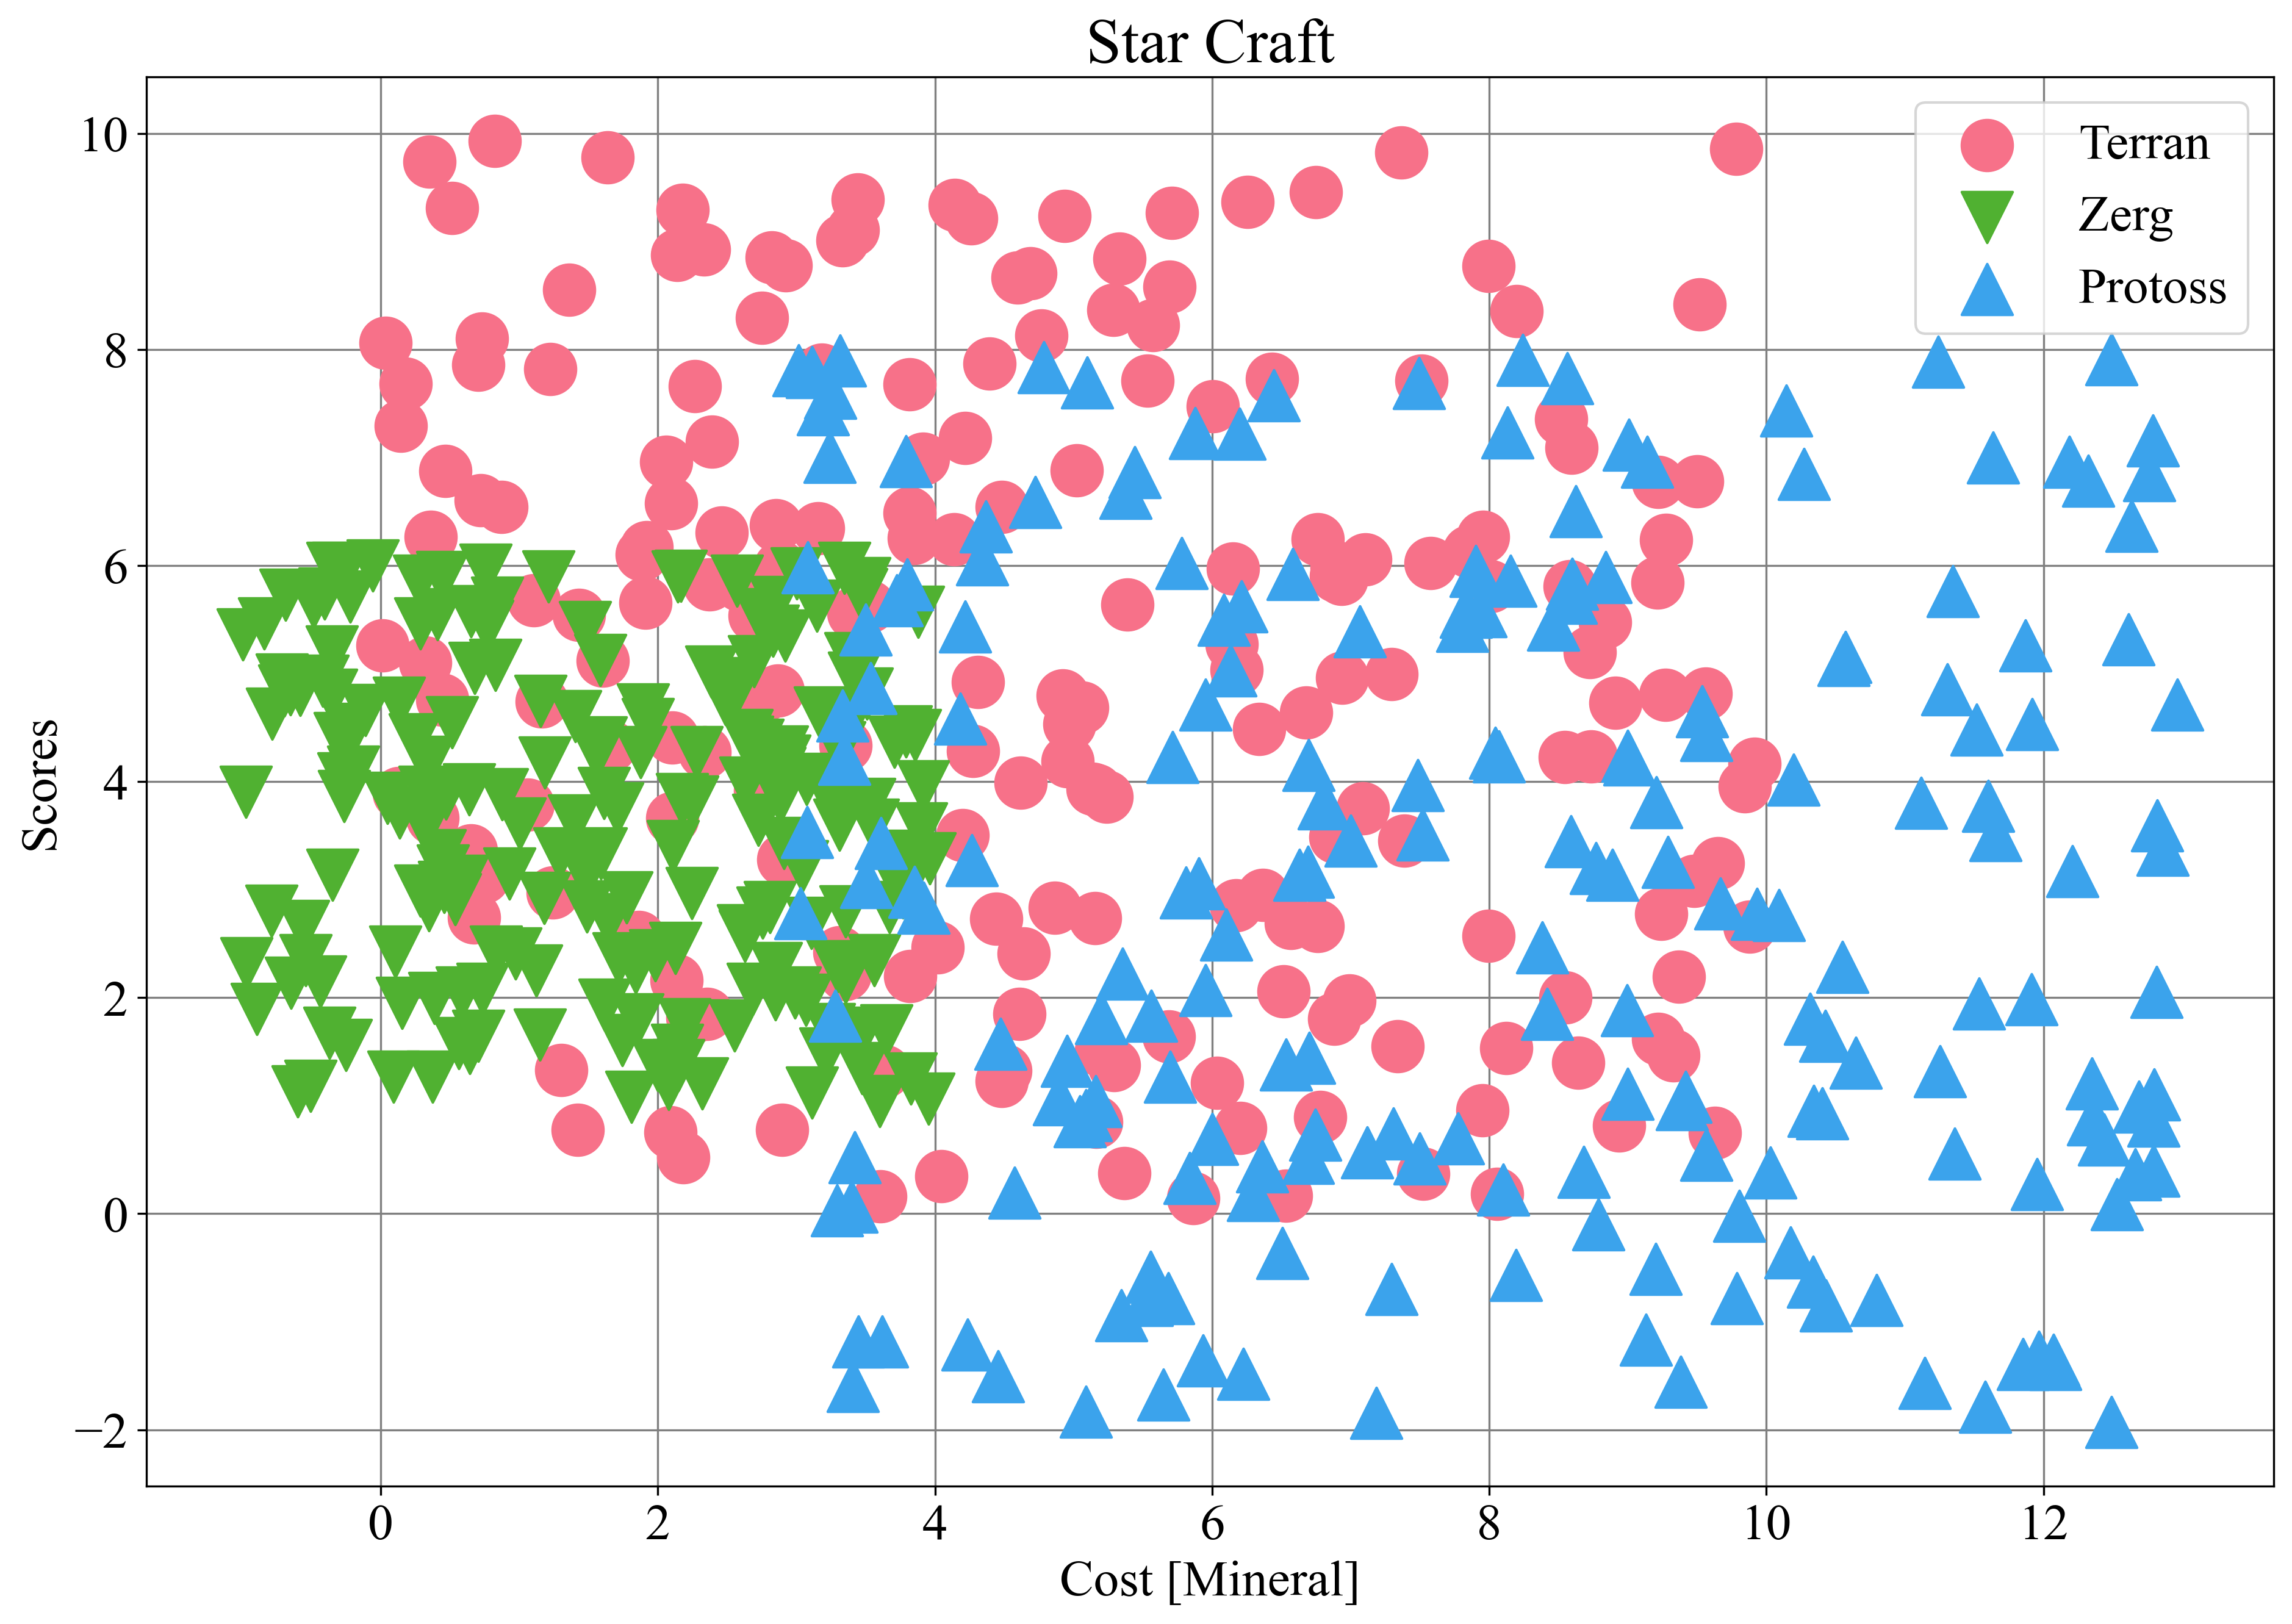 Star Craft
Terran
Zerg
Protoss
10
8
6
4
2
0
−2
Scores
0 2 4 6 8 10 12
Cost [Mineral]